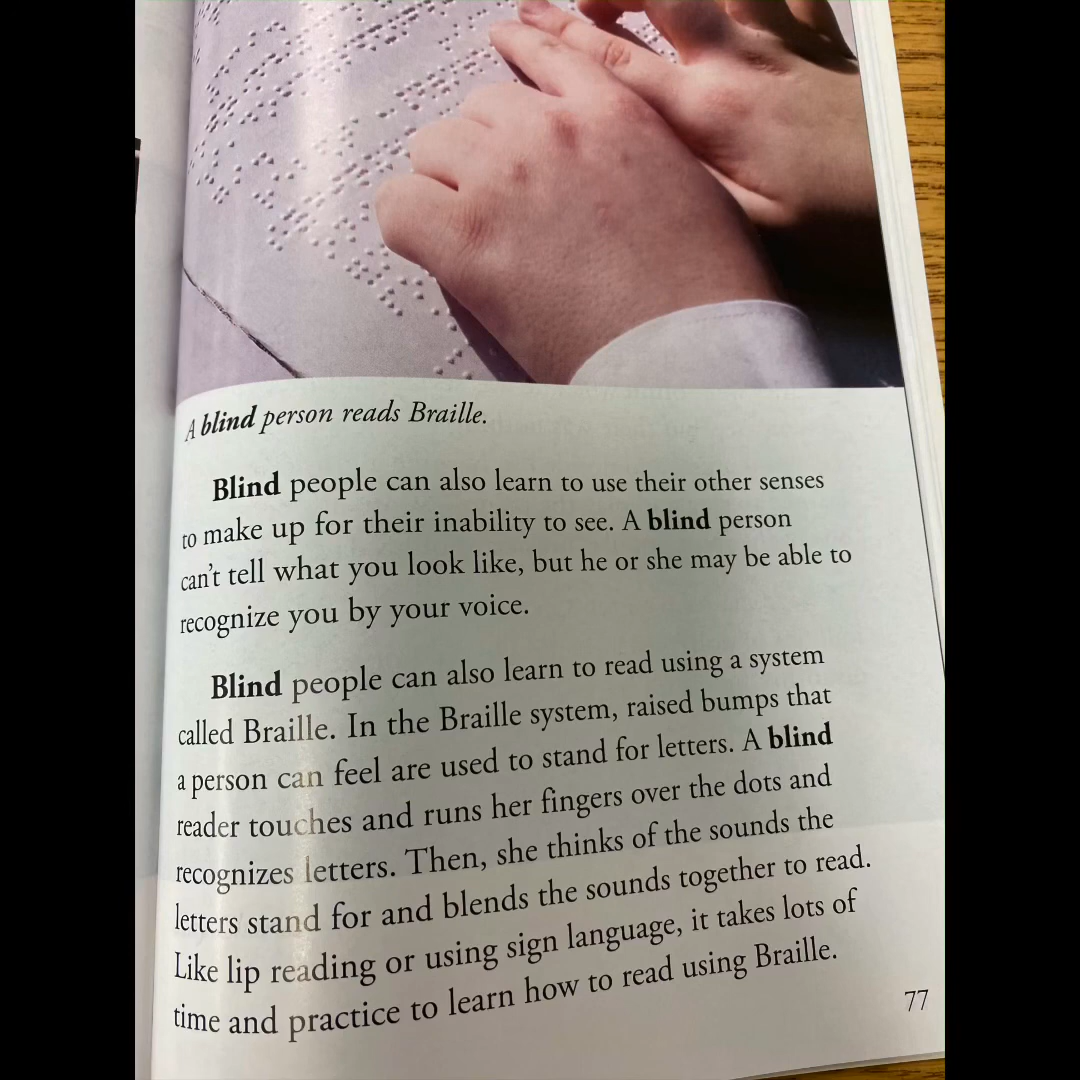 A blind person reads Braille.
Blind people can also learn to use their other senses
to make up for their inability to see. A blind person
can't tell what you look like, but he or she may be able to
recognize you by your voice.
Blind people can also learn to read using a system
called Braille. In the Braille system, raised bumps that
a person can feel are used to stand for letters. A blind
reader touches and runs her fingers over the dots and
recognizes letters. Then, she thinks of the sounds the
letters stand for and blends the sounds together to read.
Like lip reading or using sign language, it takes lots of
time and practice to learn how to read using Braille.
77